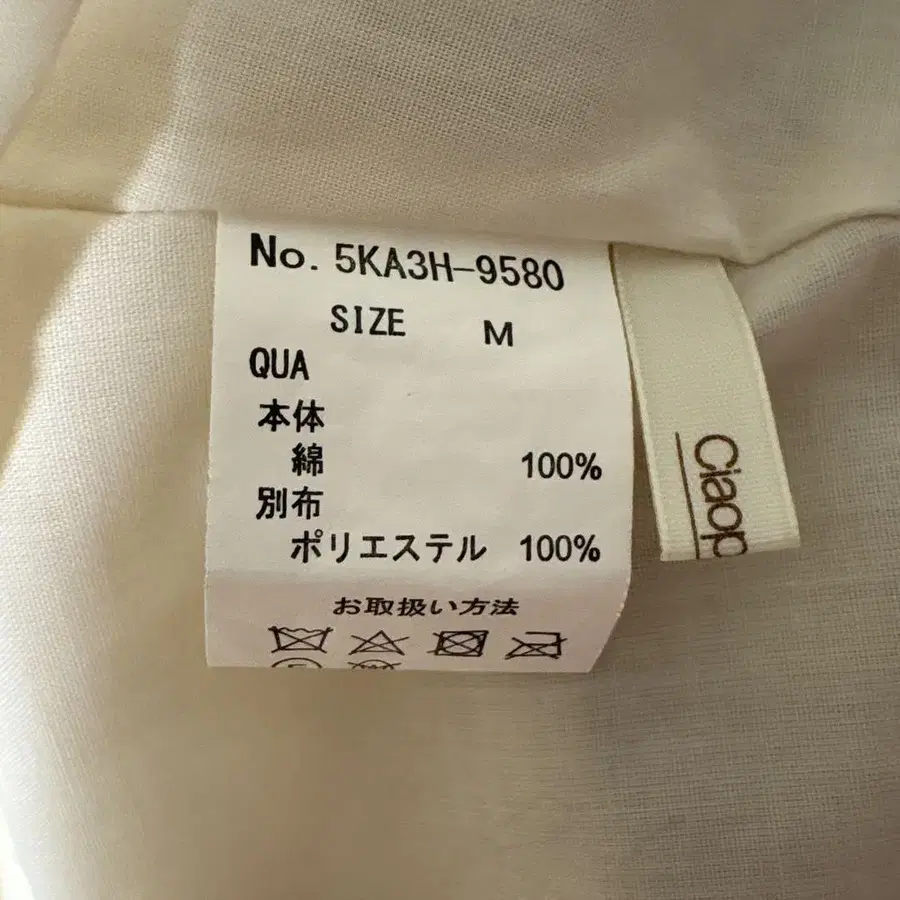 No. 5KA3H-9580
SIZE M
QUA
本体
綿 100%
別布
ポリエステル 100%
お取扱い方法
Ciaop